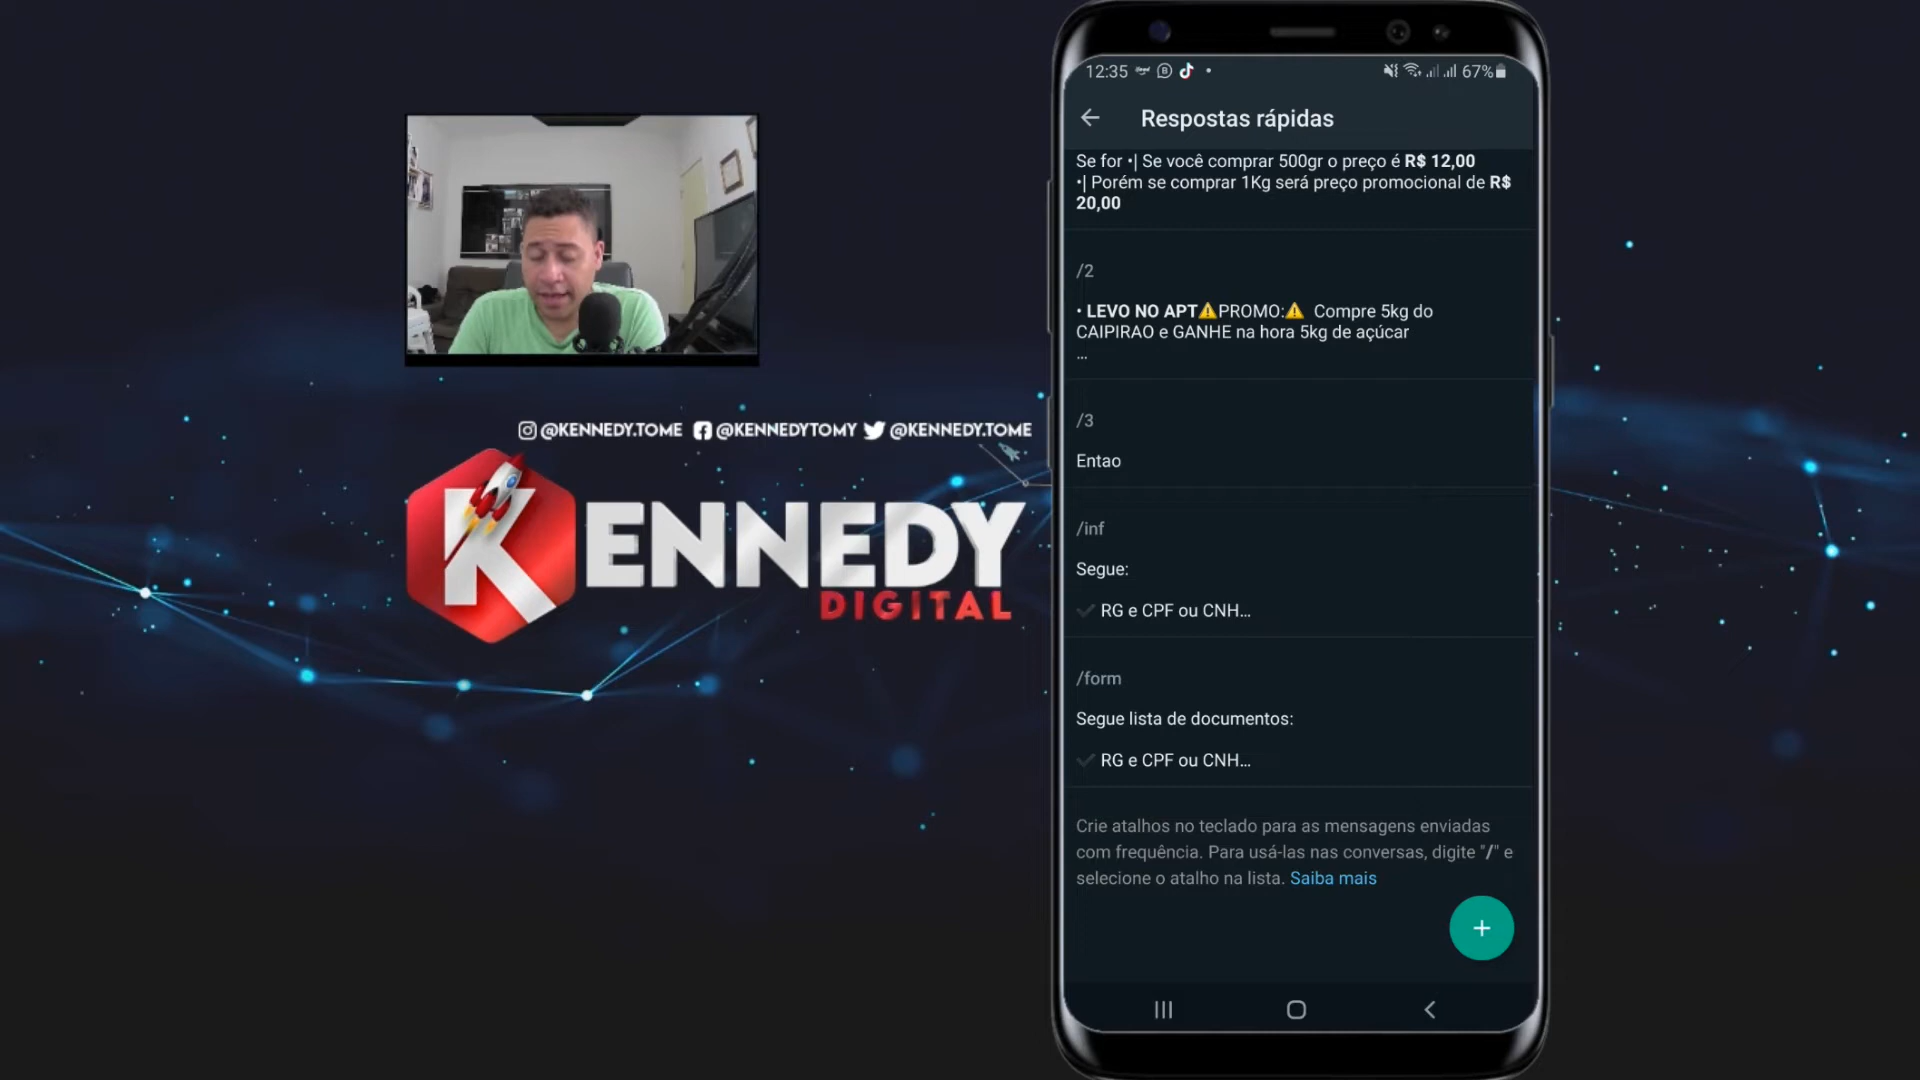 @KENNEDY.TOME @KENNEDYTOMY @KENNEDY.TOME
KENNEDY
DIGITAL
12:35 67%
Respostas rápidas
Se for •| Se você comprar 500gr o preço é R$ 12,00
•| Porém se comprar 1Kg será preço promocional de R$
20,00
/2
• LEVO NO APT⚠️PROMO:⚠️ Compre 5kg do
CAIPIRAO e GANHE na hora 5kg de açúcar
...
/3
Entao
/inf
Segue:
✓ RG e CPF ou CNH...
/form
Segue lista de documentos:
✓ RG e CPF ou CNH...
Crie atalhos no teclado para as mensagens enviadas
com frequência. Para usá-las nas conversas, digite "/" e
selecione o atalho na lista. Saiba mais